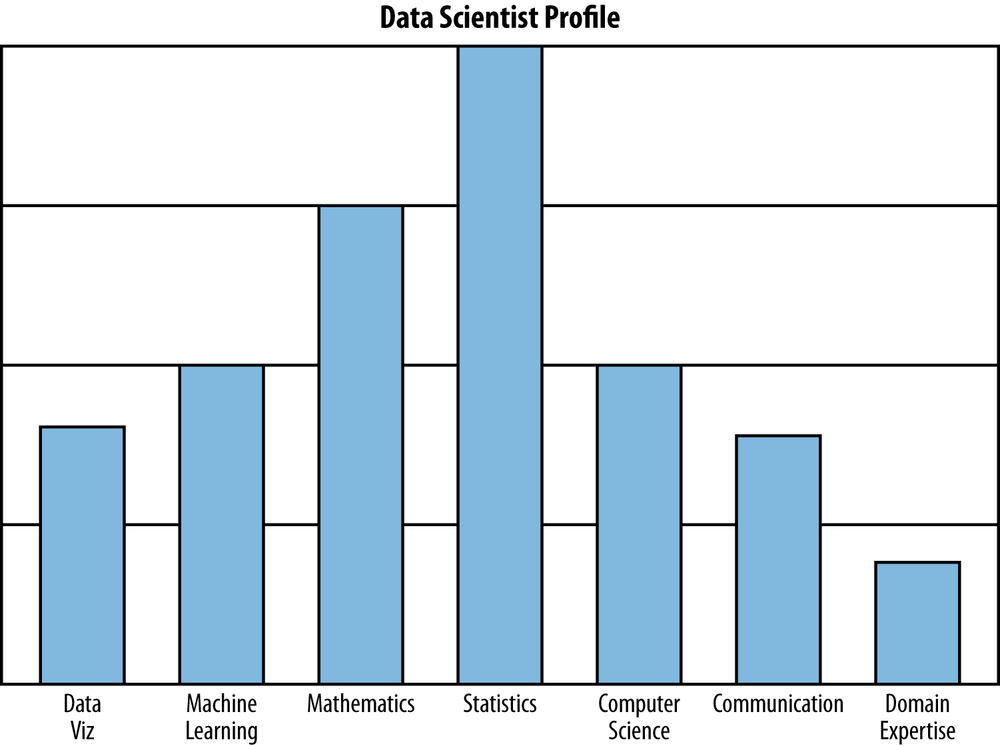 Data Scientist Profile
Data Viz
Machine Learning
Mathematics
Statistics
Computer Science
Communication
Domain Expertise